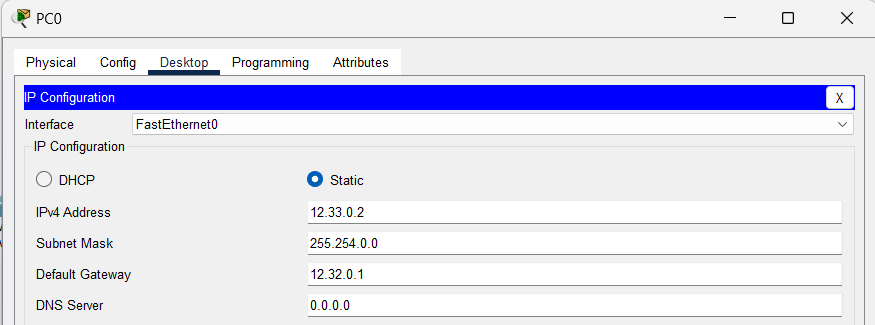 PC0
Physical Config Desktop Programming Attributes
IP Configuration X
Interface FastEthernet0
IP Configuration
DHCP Static
IPv4 Address 12.33.0.2
Subnet Mask 255.254.0.0
Default Gateway 12.32.0.1
DNS Server 0.0.0.0